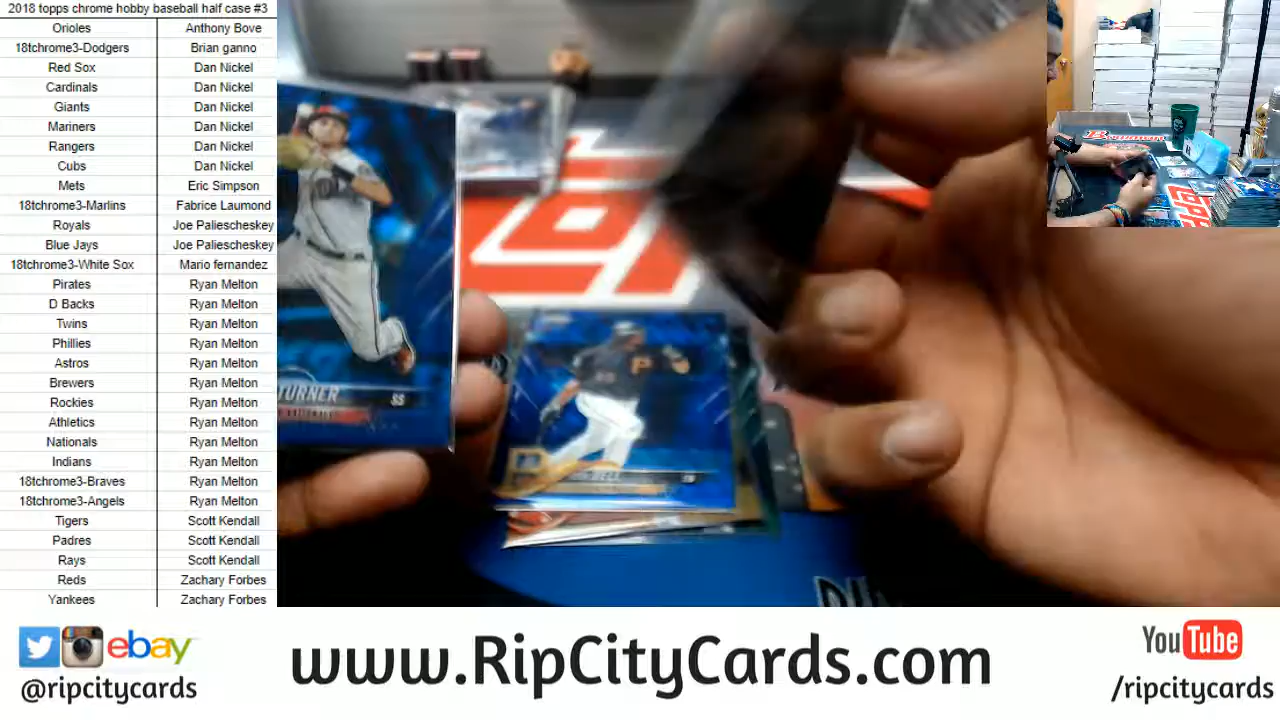 2018 topps chrome hobby baseball half case #3
Orioles Anthony Bove
18tchrome3-Dodgers Brian ganno
Red Sox Dan Nickel
Cardinals Dan Nickel
Giants Dan Nickel
Mariners Dan Nickel
Rangers Dan Nickel
Cubs Dan Nickel
Mets Eric Simpson
18tchrome3-Marlins Fabrice Laumond
Royals Joe Paliescheskey
Blue Jays Joe Paliescheskey
18tchrome3-White Sox Mario fernandez
Pirates Ryan Melton
D Backs Ryan Melton
Twins Ryan Melton
Phillies Ryan Melton
Astros Ryan Melton
Brewers Ryan Melton
Rockies Ryan Melton
Athletics Ryan Melton
Nationals Ryan Melton
Indians Ryan Melton
18tchrome3-Braves Ryan Melton
18tchrome3-Angels Ryan Melton
Tigers Scott Kendall
Padres Scott Kendall
Rays Scott Kendall
Reds Zachary Forbes
Yankees Zachary Forbes
TURNER SS
P
BELL
ebay
@ripcitycards
www.RipCityCards.com
YouTube
/ripcitycards